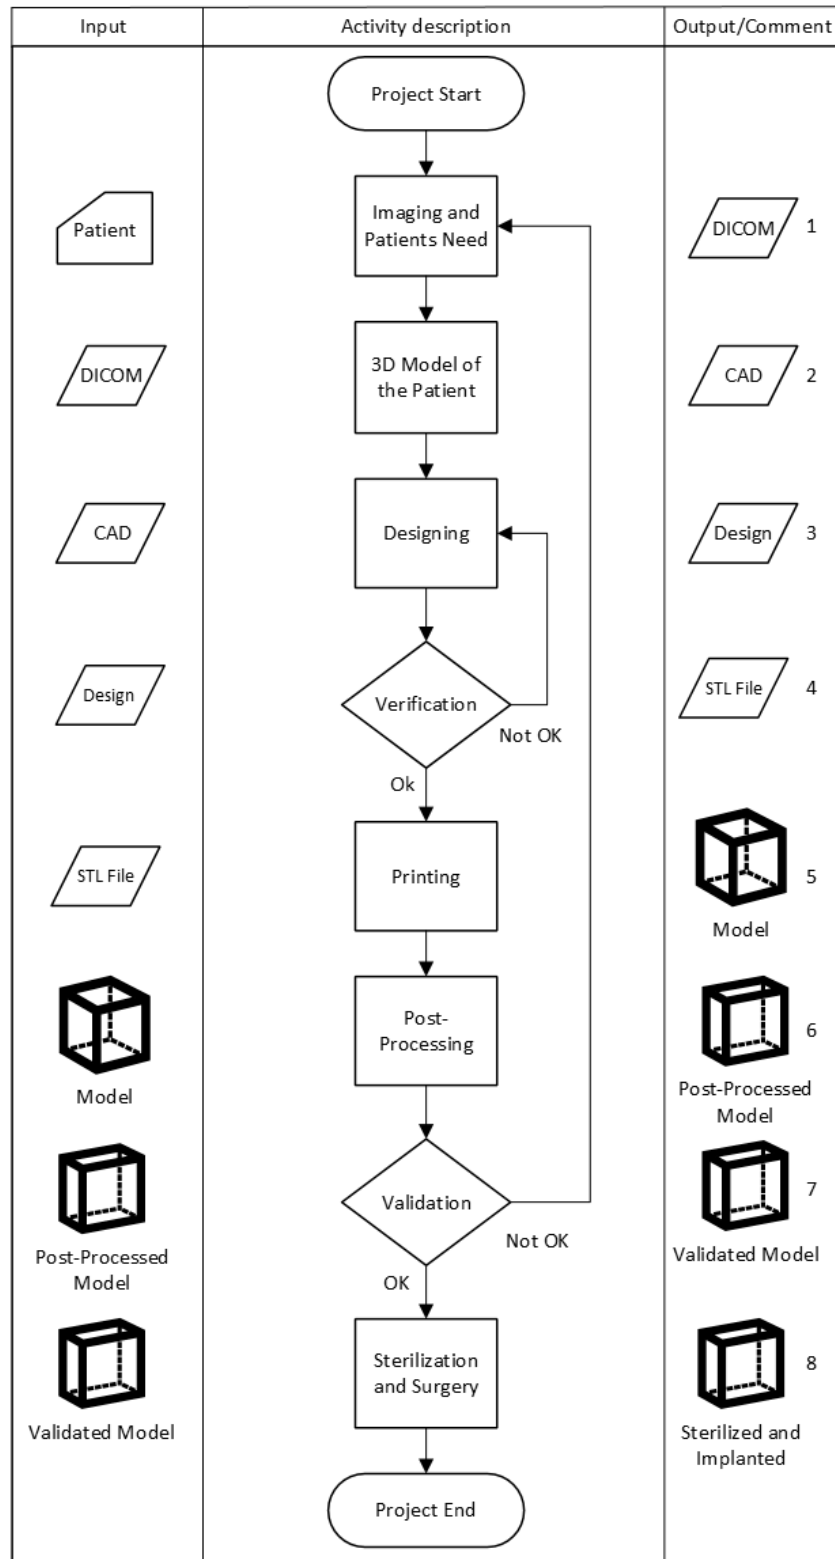 Input
Activity description
Output/Comment
Project Start
Patient
Imaging and
Patients Need
DICOM
1
DICOM
3D Model of
the Patient
CAD
2
CAD
Designing
Design
3
Design
Verification
Not OK
STL File
4
Ok
STL File
Printing
Model
5
Model
Post-
Processing
Post-Processed
Model
6
Post-Processed
Model
Validation
Not OK
Validated Model
7
OK
Validated Model
Sterilization
and Surgery
Sterilized and
Implanted
8
Project End